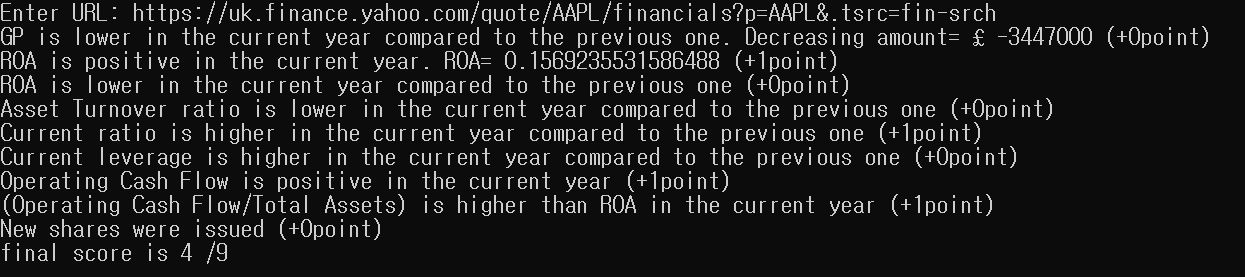 Enter URL: https://uk.finance.yahoo.com/quote/AAPL/financials?p=AAPL&.tsrc=fin-srch
GP is lower in the current year compared to the previous one. Decreasing amount= £ -3447000 (+0point)
ROA is positive in the current year. ROA= 0.1569235531586488 (+1point)
ROA is lower in the current year compared to the previous one (+0point)
Asset Turnover ratio is lower in the current year compared to the previous one (+0point)
Current ratio is higher in the current year compared to the previous one (+1point)
Current leverage is higher in the current year compared to the previous one (+0point)
Operating Cash Flow is positive in the current year (+1point)
(Operating Cash Flow/Total Assets) is higher than ROA in the current year (+1point)
New shares were issued (+0point)
final score is 4 /9